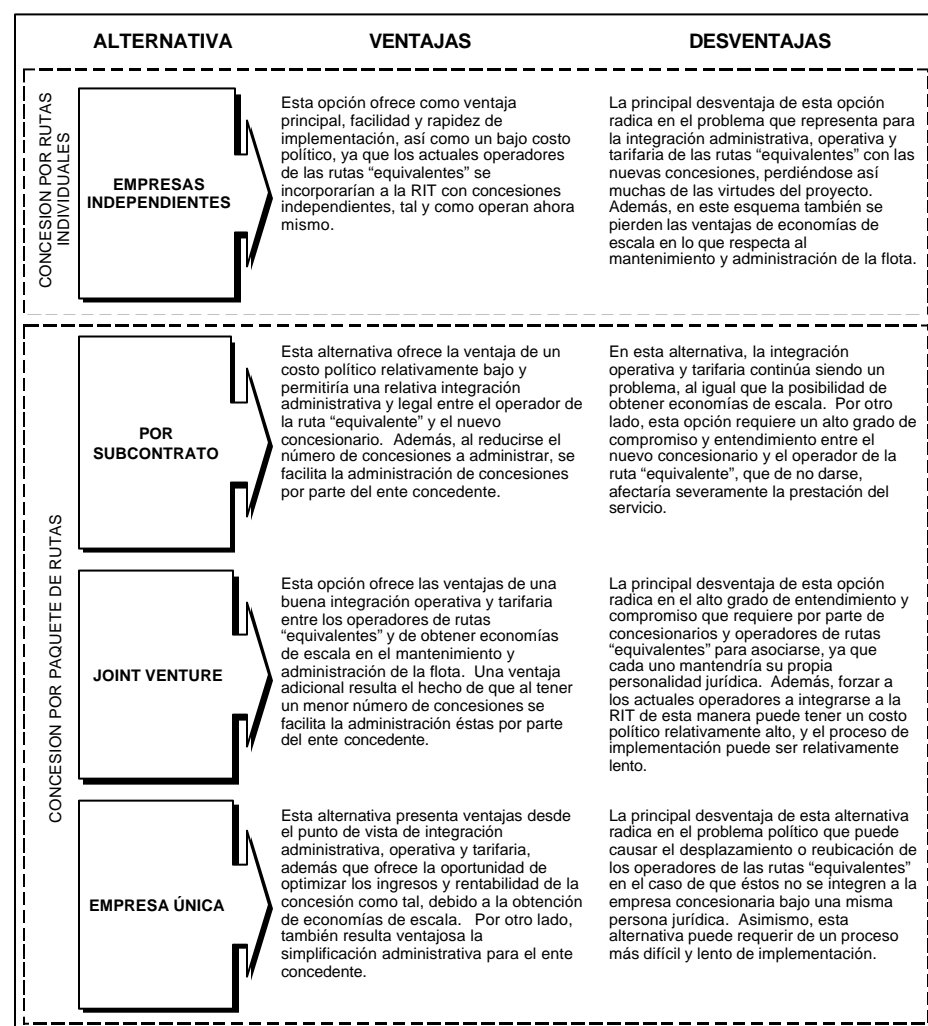 ALTERNATIVA VENTAJAS DESVENTAJAS
CONCESION POR RUTAS
INDIVIDUALES
EMPRESAS
INDEPENDIENTES
Esta opción ofrece como ventaja
principal, facilidad y rapidez de
implementación, así como un bajo costo
político, ya que los actuales operadores
de las rutas “equivalentes” se
incorporarían a la RIT con concesiones
independientes, tal y como operan ahora
mismo.
La principal desventaja de esta opción
radica en el problema que representa para
la integración administrativa, operativa y
tarifaria de las rutas “equivalentes” con las
nuevas concesiones, perdiéndose así
muchas de las virtudes del proyecto.
Además, en este esquema también se
pierden las ventajas de economías de
escala en lo que respecta al
mantenimiento y administración de la flota.
CONCESION POR PAQUETE DE RUTAS
POR
SUBCONTRATO
Esta alternativa ofrece la ventaja de un
costo político relativamente bajo y
permitiría una relativa integración
administrativa y legal entre el operador de
la ruta “equivalente” y el nuevo
concesionario. Además, al reducirse el
número de concesiones a administrar, se
facilita la administración de concesiones
por parte del ente concedente.
En esta alternativa, la integración
operativa y tarifaria continúa siendo un
problema, al igual que la posibilidad de
obtener economías de escala. Por otro
lado, esta opción requiere un alto grado de
compromiso y entendimiento entre el
nuevo concesionario y el operador de la
ruta “equivalente”, que de no darse,
afectaría severamente la prestación del
servicio.
JOINT VENTURE
Esta opción ofrece las ventajas de una
buena integración operativa y tarifaria
entre los operadores de rutas
“equivalentes” y de obtener economías
de escala en el mantenimiento y
administración de la flota. Una ventaja
adicional resulta el hecho de que al tener
un menor número de concesiones se
facilita la administración éstas por parte
del ente concedente.
La principal desventaja de esta opción
radica en el alto grado de entendimiento y
compromiso que requiere por parte de
concesionarios y operadores de rutas
“equivalentes” para asociarse, ya que
cada uno mantendría su propia
personalidad jurídica. Además, forzar a
los actuales operadores a integrarse a la
RIT de esta manera puede tener un costo
político relativamente alto, y el proceso de
implementación puede ser relativamente
lento.
EMPRESA ÚNICA
Esta alternativa presenta ventajas desde
el punto de vista de integración
administrativa, operativa y tarifaria,
además que ofrece la oportunidad de
optimizar los ingresos y rentabilidad de la
concesión como tal, debido a la obtención
de economías de escala. Por otro lado,
también resulta ventajosa la
simplificación administrativa para el ente
concedente.
La principal desventaja de esta alternativa
radica en el problema político que puede
causar el desplazamiento o reubicación de
los operadores de las rutas “equivalentes”
en el caso de que éstos no se integren a la
empresa concesionaria bajo una misma
persona jurídica. Asimismo, esta
alternativa puede requerir de un proceso
más difícil y lento de implementación.